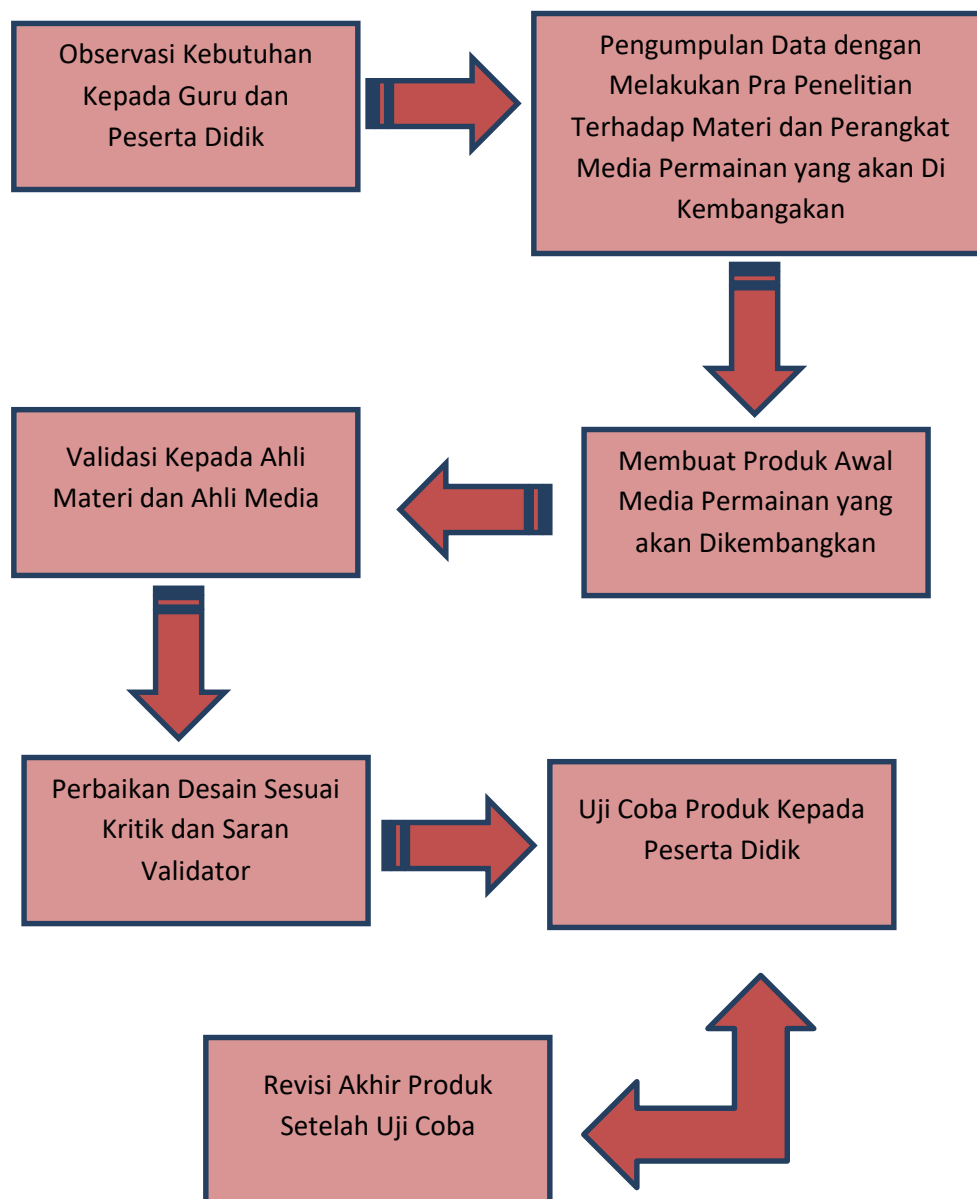 Observasi Kebutuhan
Kepada Guru dan
Peserta Didik
Pengumpulan Data dengan
Melakukan Pra Penelitian
Terhadap Materi dan Perangkat
Media Permainan yang akan Di
Kembangakan
Membuat Produk Awal
Media Permainan yang
akan Dikembangkan
Validasi Kepada Ahli
Materi dan Ahli Media
Perbaikan Desain Sesuai
Kritik dan Saran
Validator
Uji Coba Produk Kepada
Peserta Didik
Revisi Akhir Produk
Setelah Uji Coba